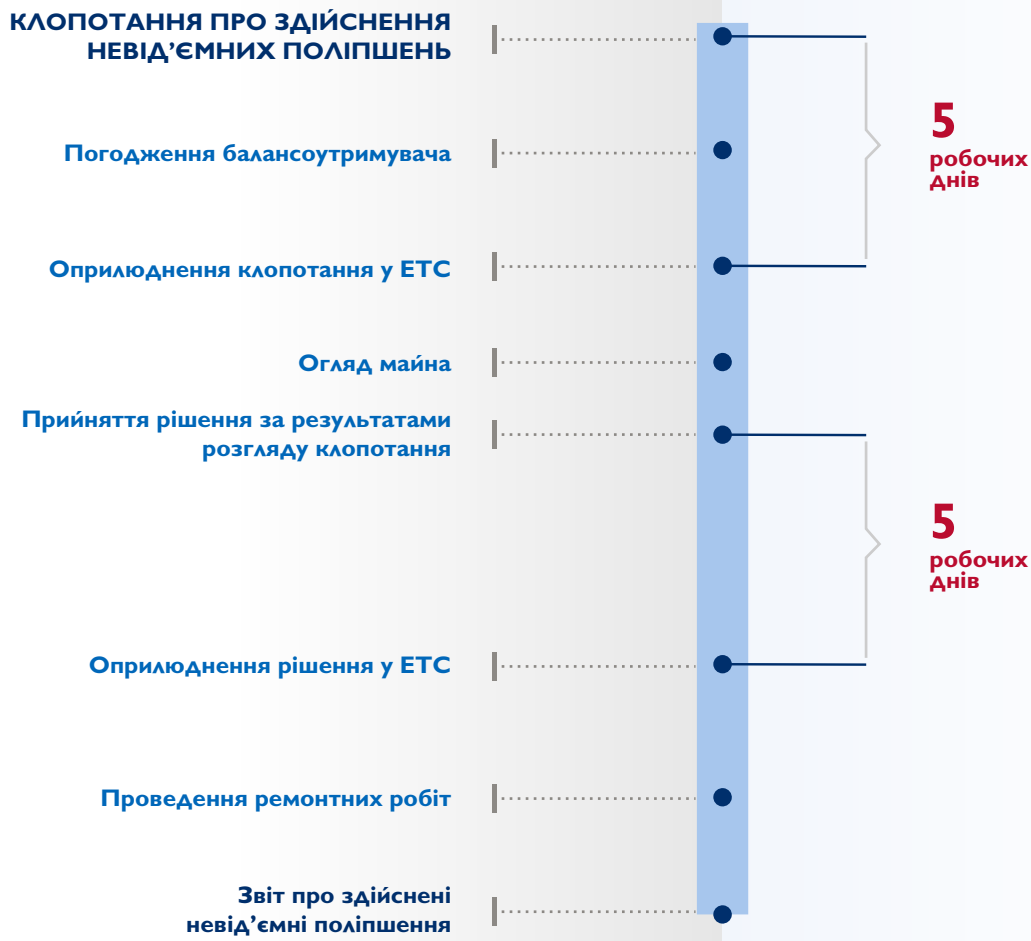 КЛОПОТАННЯ ПРО ЗДІЙСНЕННЯ
НЕВІД’ЄМНИХ ПОЛІПШЕНЬ
5
робочих
днів
Погодження балансоутримувача
Оприлюднення клопотання у ЕТС
Огляд майна
Прийняття рішення за результатами
розгляду клопотання
5
робочих
днів
Оприлюднення рішення у ЕТС
Проведення ремонтних робіт
Звіт про здійснені
невід’ємні поліпшення